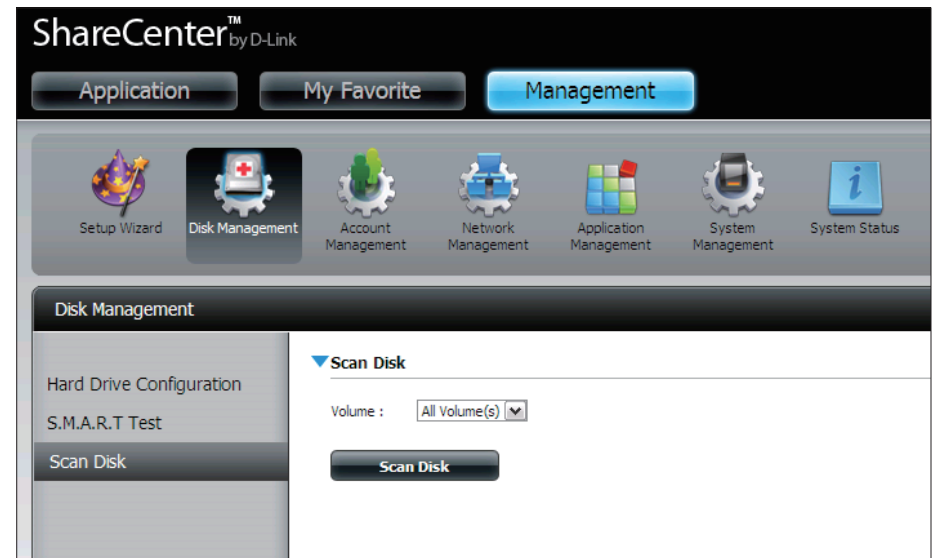 ShareCenter™ by D-Link
Application My Favorite Management
Setup Wizard Disk Management Account Management Network Management Application Management System Management System Status
Disk Management
Hard Drive Configuration
S.M.A.R.T Test
Scan Disk
Scan Disk
Volume : All Volume(s)
Scan Disk